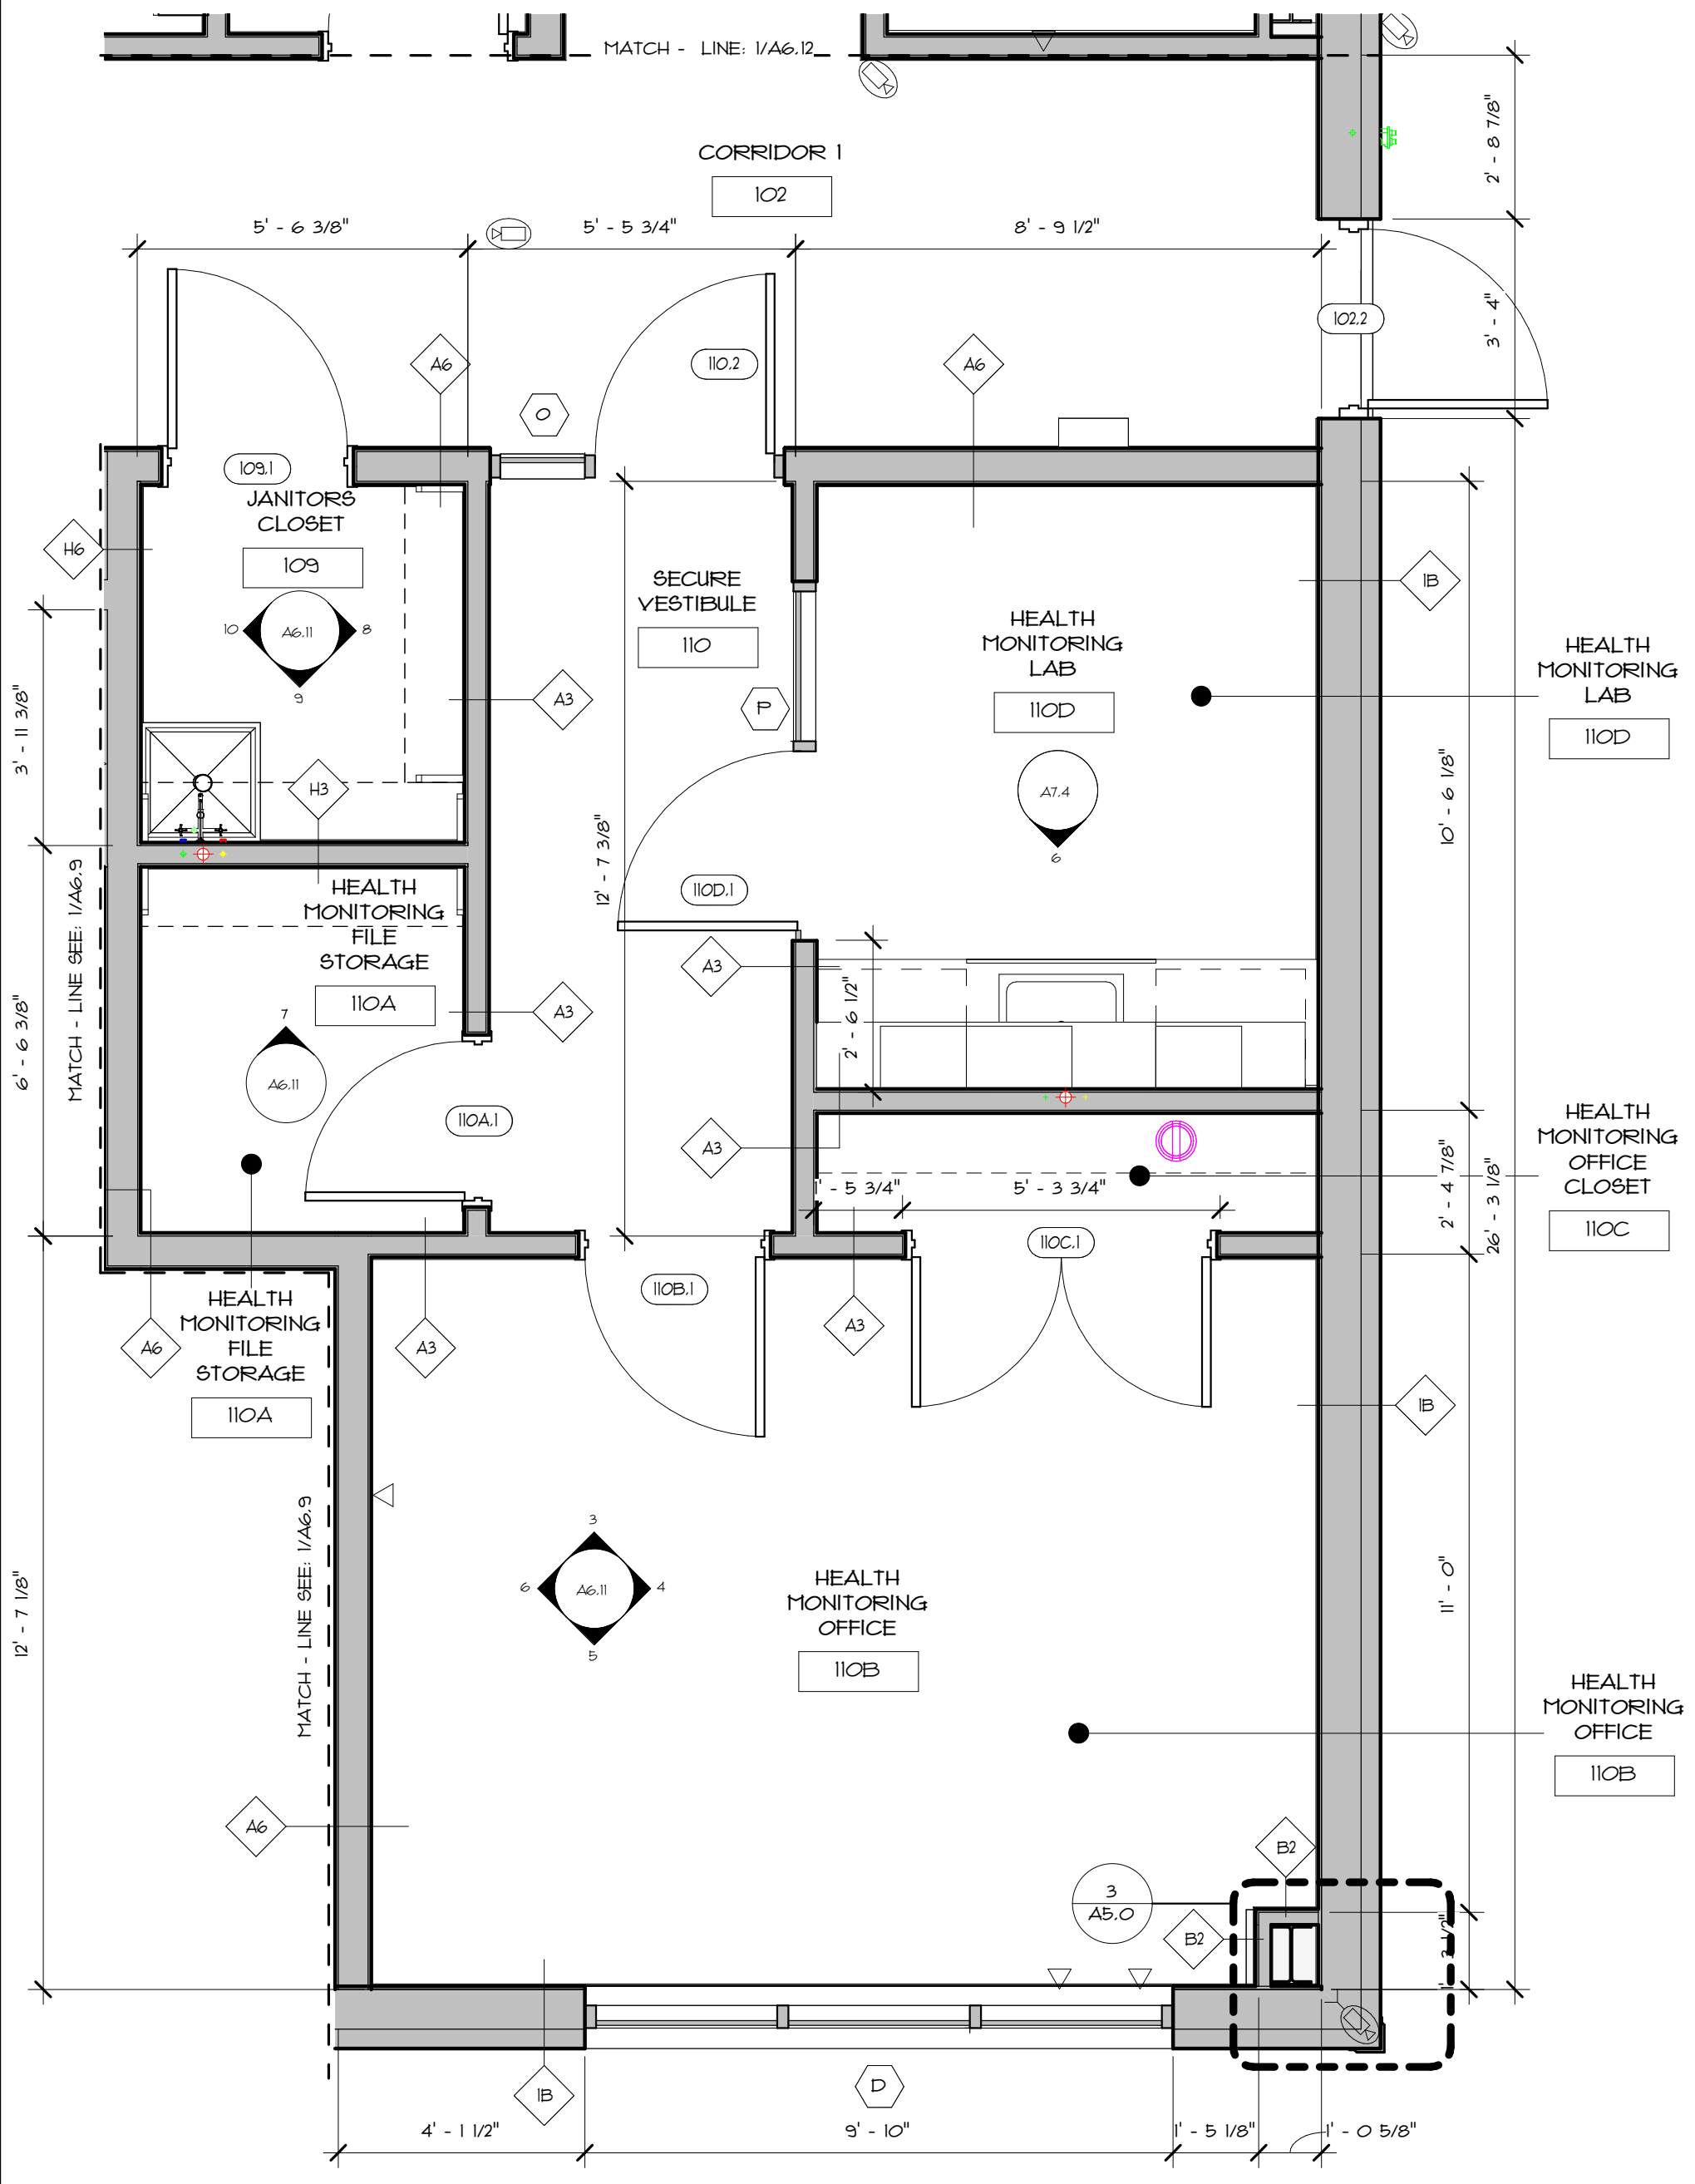 MATCH - LINE: 1/A6.12
CORRIDOR 1
102
2' - 8 7/8"
5' - 6 3/8"
5' - 5 3/4"
8' - 9 1/2"
102.2
3' - 4"
A6
110.2
A6
O
109.1
JANITORS
CLOSET
109
H6
10
A6.11
8
9
SECURE
VESTIBULE
110
1B
HEALTH
MONITORING
LAB
110D
HEALTH
MONITORING
LAB
110D
A3
P
3' - 11 3/8"
H3
A7.4
6
10' - 6 1/8"
12' - 7 3/8"
MATCH - LINE SEE: 1/A6.9
110D.1
HEALTH
MONITORING
FILE
STORAGE
110A
A3
A3
2' - 6 1/2"
6' - 6 3/8"
7
A6.11
110A.1
A3
HEALTH
MONITORING
OFFICE
CLOSET
110C
2' - 4 7/8"
26' - 3 1/8"
1' - 5 3/4"
5' - 3 3/4"
110C.1
110B.1
HEALTH
MONITORING
FILE
STORAGE
110A
A6
A3
A3
1B
MATCH - LINE SEE: 1/A6.9
12' - 7 1/8"
3
6
A6.11
4
5
HEALTH
MONITORING
OFFICE
110B
11' - 0"
HEALTH
MONITORING
OFFICE
110B
A6
B2
3
A5.0
B2
1' - 3 1/2"
1B
D
4' - 1 1/2"
9' - 10"
1' - 5 1/8"
1' - 0 5/8"